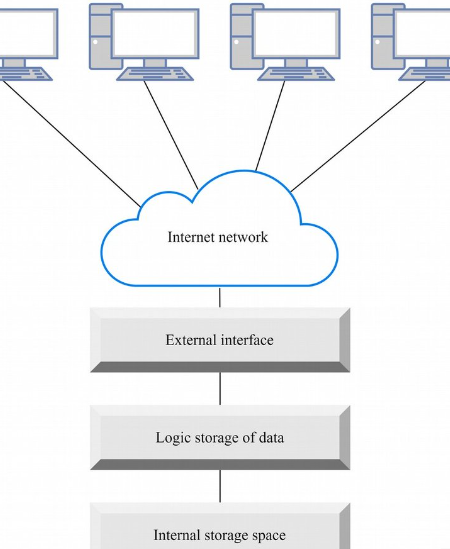 Internet network
External interface
Logic storage of data
Internal storage space